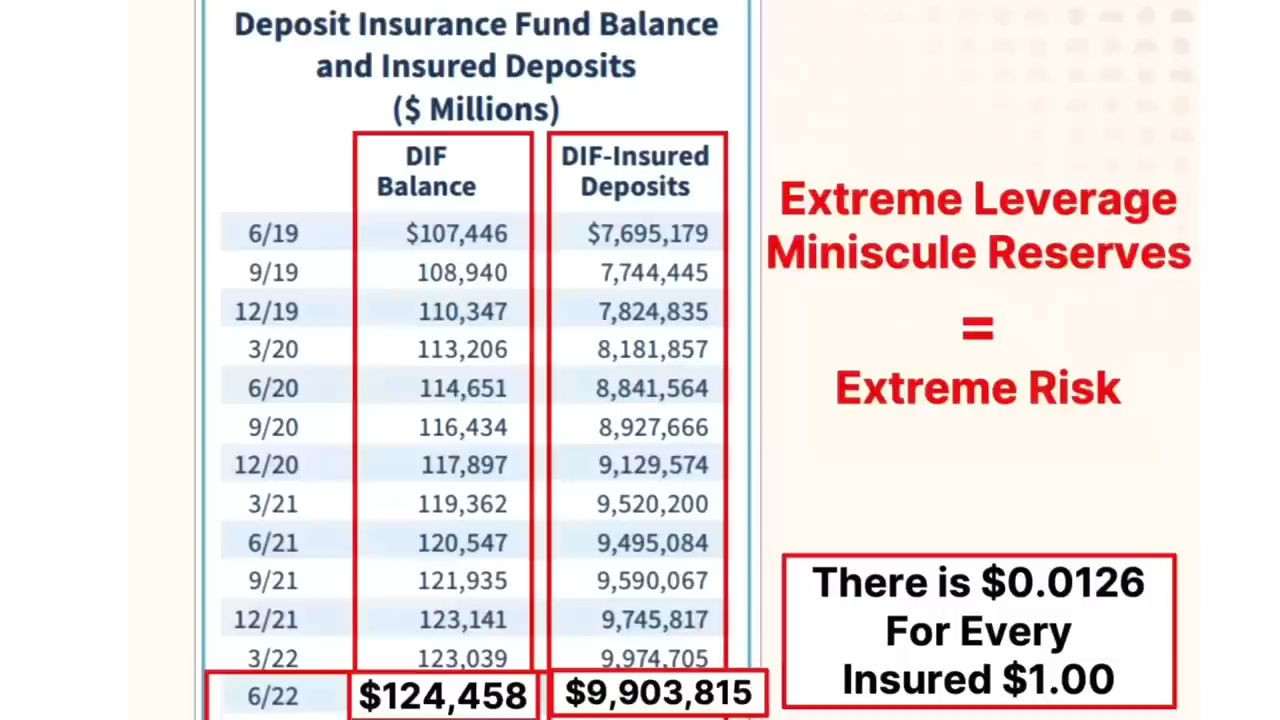 Deposit Insurance Fund Balance
and Insured Deposits
($ Millions)
DIF Balance DIF-Insured Deposits
6/19 $107,446 $7,695,179
9/19 108,940 7,744,445
12/19 110,347 7,824,835
3/20 113,206 8,181,857
6/20 114,651 8,841,564
9/20 116,434 8,927,666
12/20 117,897 9,129,574
3/21 119,362 9,520,200
6/21 120,547 9,495,084
9/21 121,935 9,590,067
12/21 123,141 9,745,817
3/22 123,039 9,974,705
6/22 $124,458 $9,903,815
Extreme Leverage
Miniscule Reserves
=
Extreme Risk
There is $0.0126
For Every
Insured $1.00